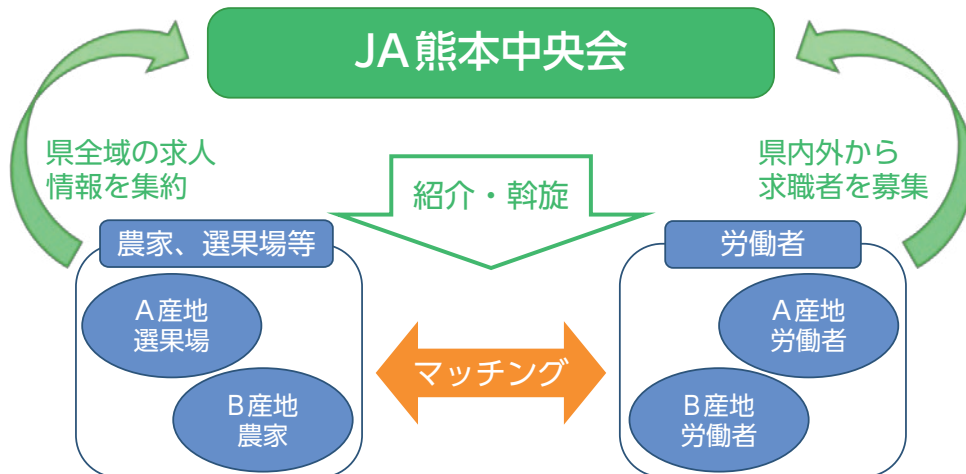 JA熊本中央会
県全域の求人
情報を集約
県内外から
求職者を募集
紹介・斡旋
農家、選果場等
労働者
A産地
選果場
A産地
労働者
マッチング
B産地
農家
B産地
労働者